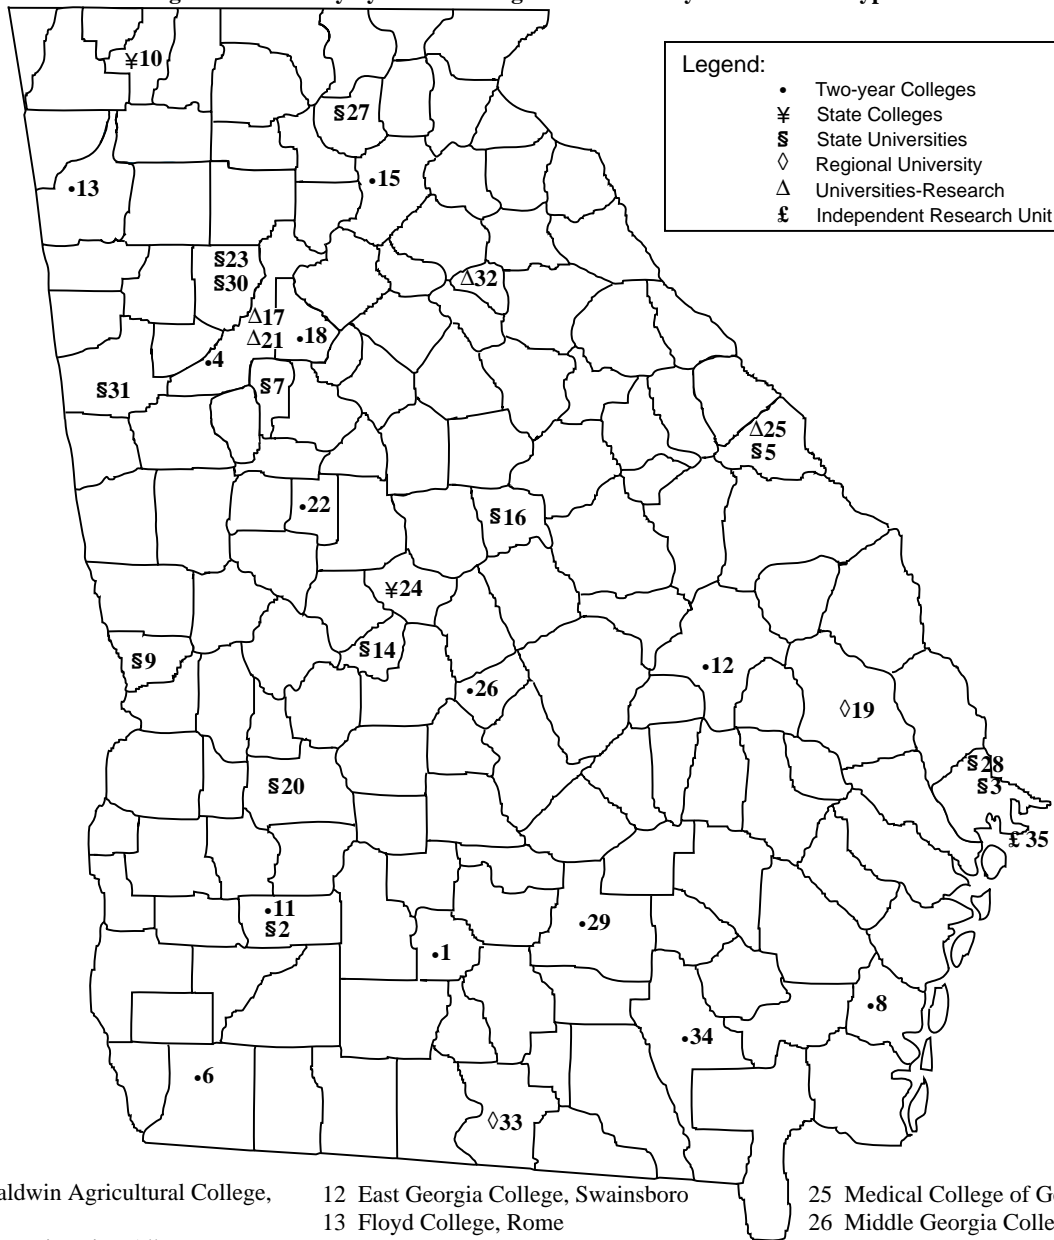 Legend:
• Two-year Colleges
¥ State Colleges
§ State Universities
◊ Regional University
Δ Universities-Research
£ Independent Research Unit
¥10
§27
•15
•13
§23
§30
Δ32
Δ17
Δ21 •18
•4
§7
§31
Δ25
§5
•22
§16
¥24
§14
§9
•12
•26
◊19
§28
§3
§20
£35
•11
§2
•29
•1
•8
•34
•6
◊33
aldwin Agricultural College,
12 East Georgia College, Swainsboro
13 Floyd College, Rome
25 Medical College of Ge
26 Middle Georgia Colle